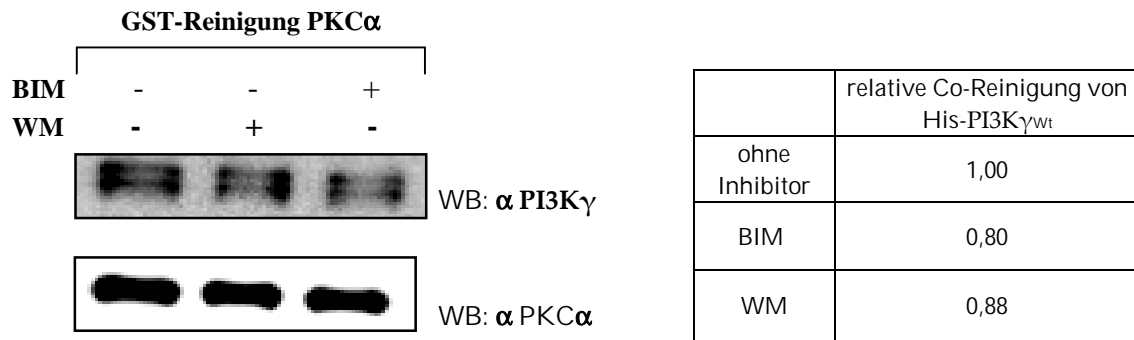 GST-Reinigung PKCα
BIM - - +
WM - + -
WB: α PI3Kγ
WB: α PKCα
relative Co-Reinigung von
His-PI3Kγwt
ohne
Inhibitor
1,00
BIM 0,80
WM 0,88